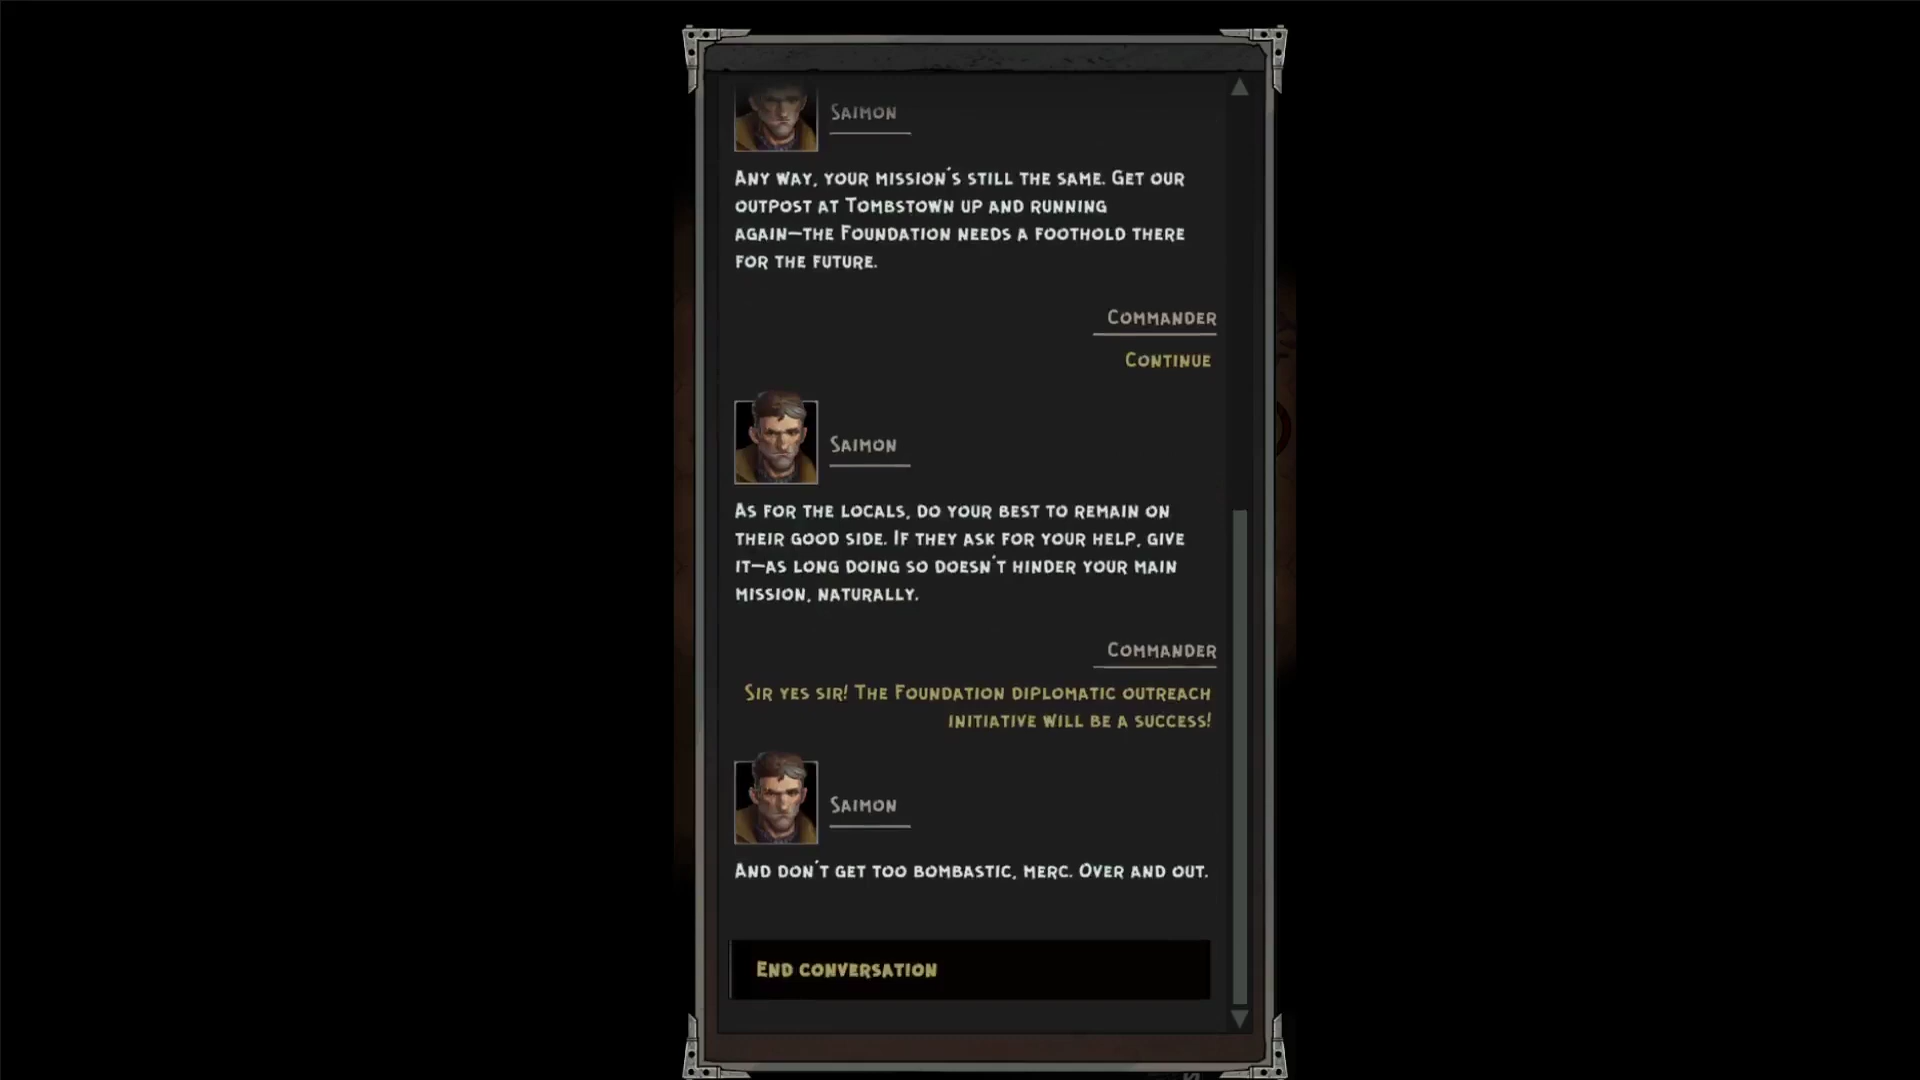 Saimon
Any way, your mission's still the same. Get our
outpost at Tombstown up and running
again—the Foundation needs a foothold there
for the future.
Commander
Continue
Saimon
As for the locals, do your best to remain on
their good side. If they ask for your help, give
it—as long doing so doesn't hinder your main
mission, naturally.
Commander
Sir yes sir! The Foundation diplomatic outreach
initiative will be a success!
Saimon
And don't get too bombastic, merc. Over and out.
End conversation